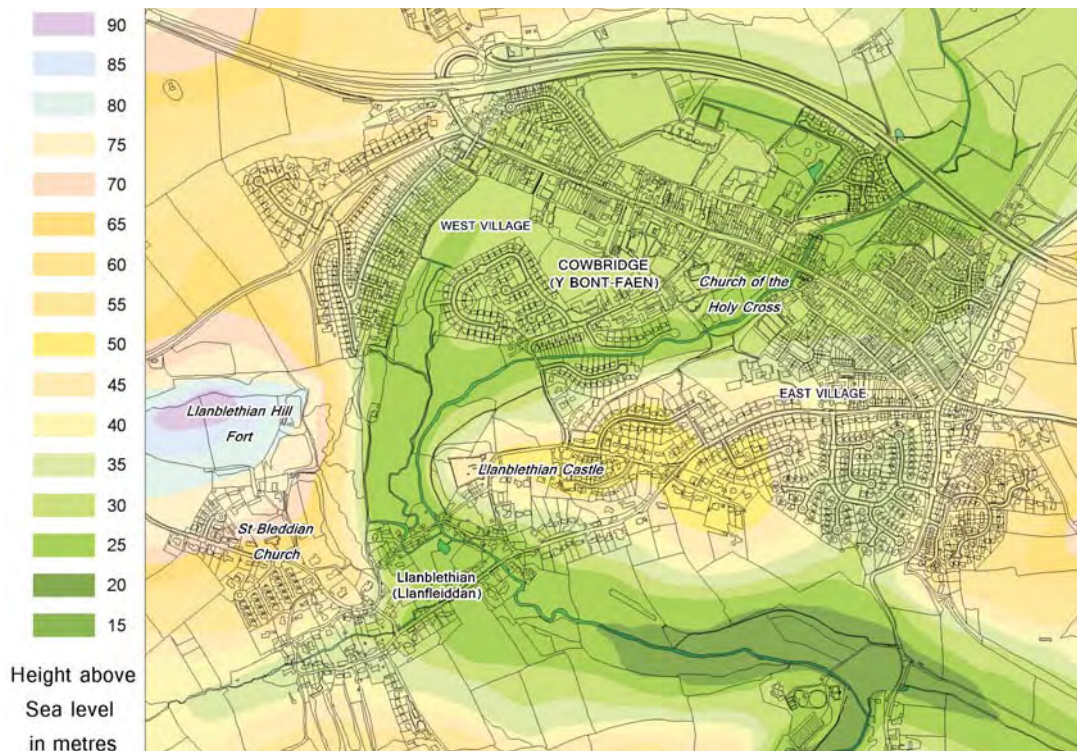 90
85
80
75
70
65
60
55
50
45
40
35
30
25
20
15
Height above
Sea level
in metres
WEST VILLAGE
COWBRIDGE
(Y BONT-FAEN)
Church of the
Holy Cross
EAST VILLAGE
Llanblethian Hill
Fort
Llanblethian Castle
St Bleddian
Church
Llanblethian
(Llanfleiddan)